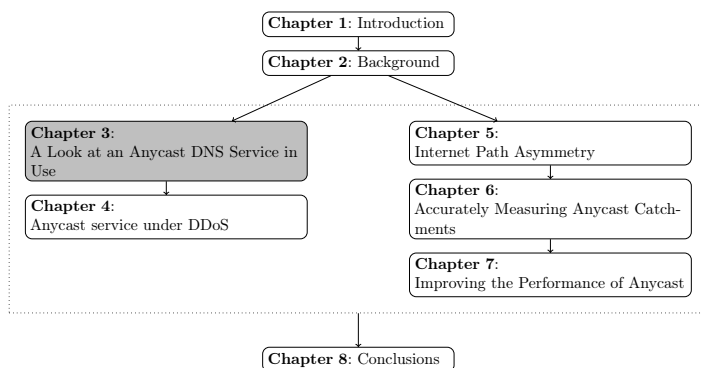 Chapter 1: Introduction
Chapter 2: Background
Chapter 3:
A Look at an Anycast DNS Service in
Use
Chapter 4:
Anycast service under DDoS
Chapter 5:
Internet Path Asymmetry
Chapter 6:
Accurately Measuring Anycast Catch-
ments
Chapter 7:
Improving the Performance of Anycast
Chapter 8: Conclusions